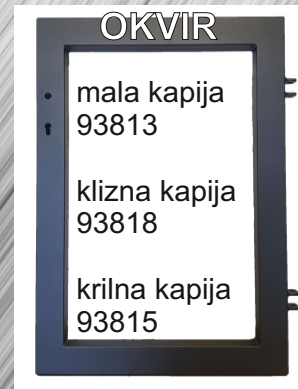 OKVIR
mala kapija
93813
klizna kapija
93818
krilna kapija
93815